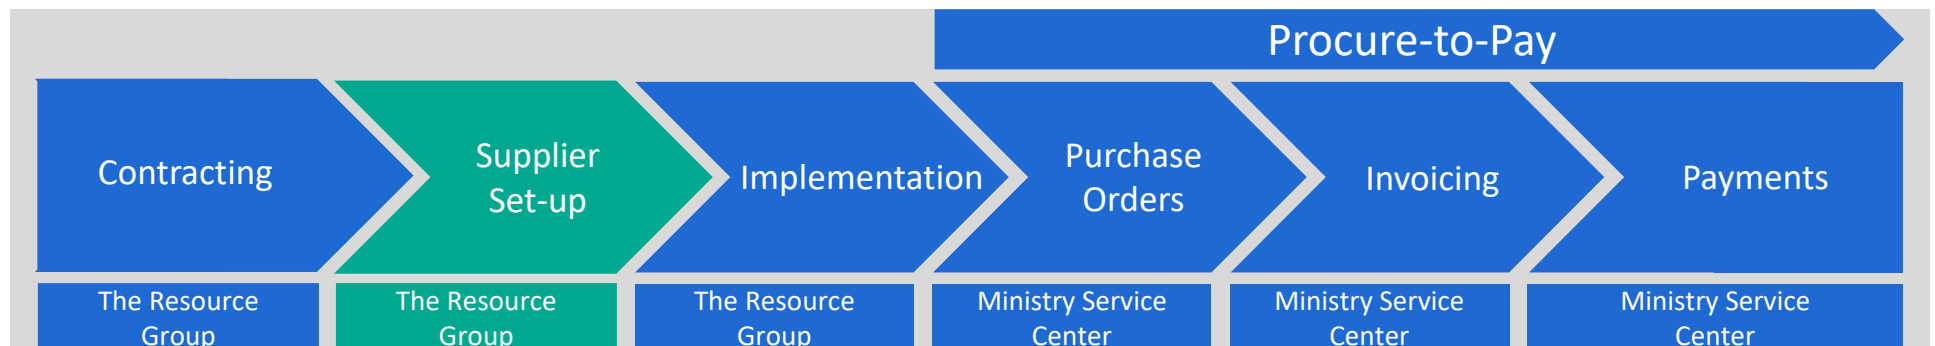 Procure-to-Pay
Contracting
Supplier
Set-up
Implementation
Purchase
Orders
Invoicing
Payments
The Resource
Group
The Resource
Group
The Resource
Group
Ministry Service
Center
Ministry Service
Center
Ministry Service
Center